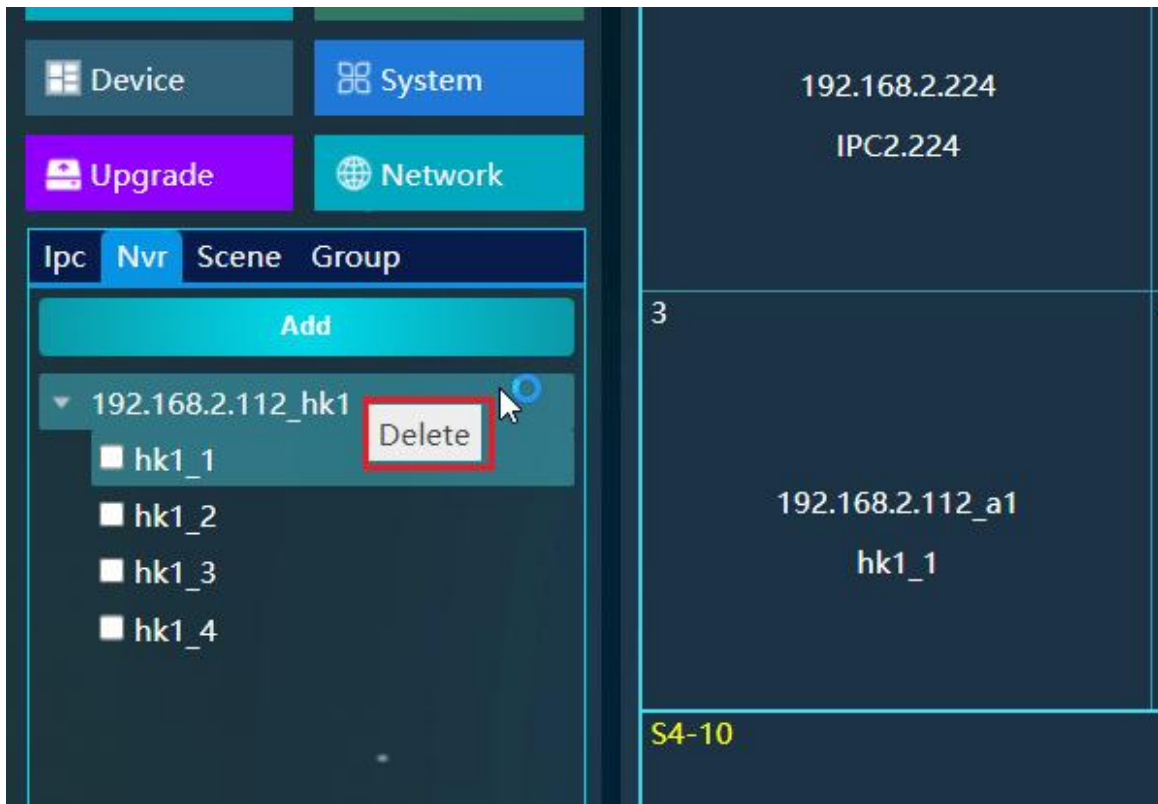 Device
System
Upgrade
Network
Ipc Nvr Scene Group
Add
192.168.2.112_hk1
Delete
hk1_1
hk1_2
hk1_3
hk1_4
192.168.2.224
IPC2.224
3
192.168.2.112_a1
hk1_1
S4-10